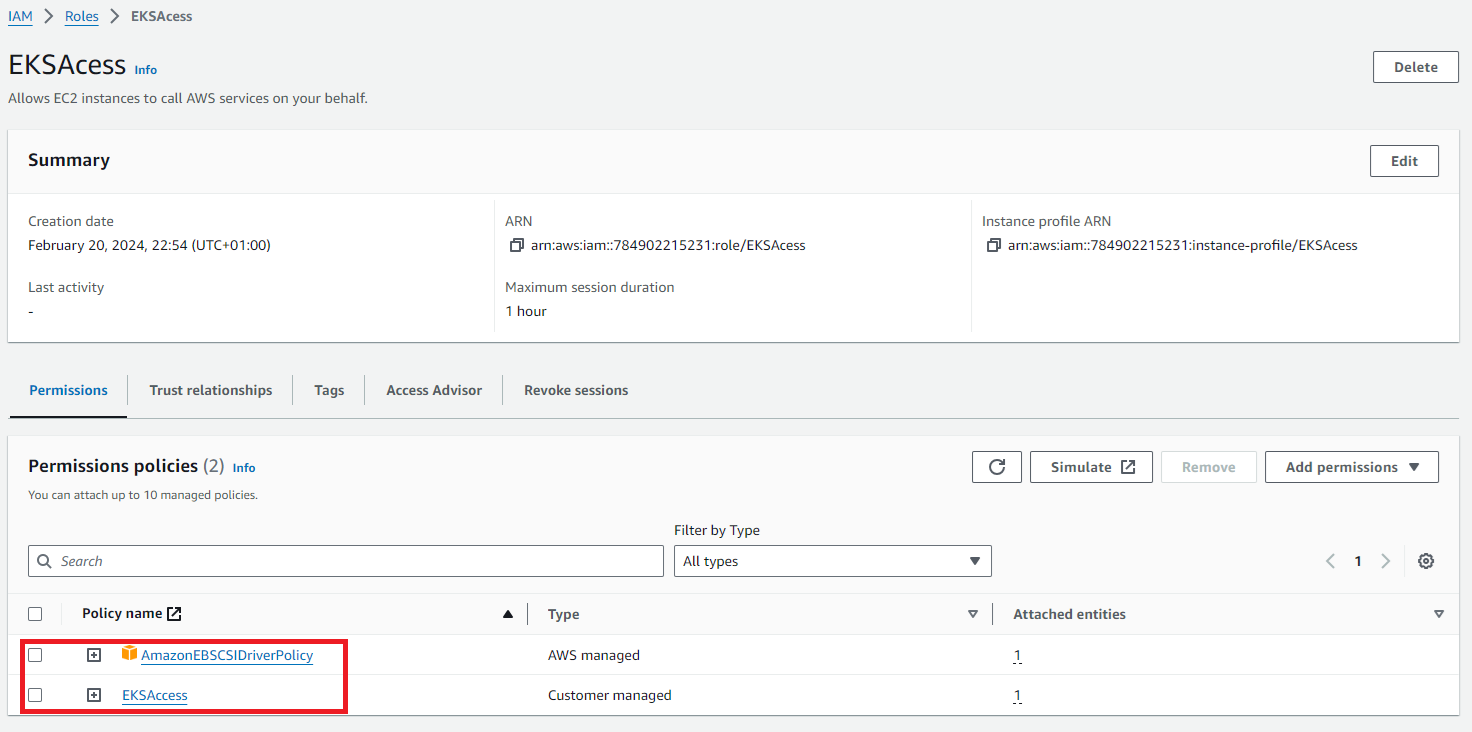 IAM > Roles > EKSAcess
EKSAcess Info
Delete
Allows EC2 instances to call AWS services on your behalf.
Summary
Edit
Creation date
February 20, 2024, 22:54 (UTC+01:00)
ARN
arn:aws:iam::784902215231:role/EKSAcess
Instance profile ARN
arn:aws:iam::784902215231:instance-profile/EKSAcess
Last activity
-
Maximum session duration
1 hour
Permissions Trust relationships Tags Access Advisor Revoke sessions
Permissions policies (2) Info
You can attach up to 10 managed policies.
Simulate Remove Add permissions
Filter by Type
Search All types 1
Policy name Type Attached entities
AmazonEBSCSIDriverPolicy AWS managed 1
EKSAccess Customer managed 1